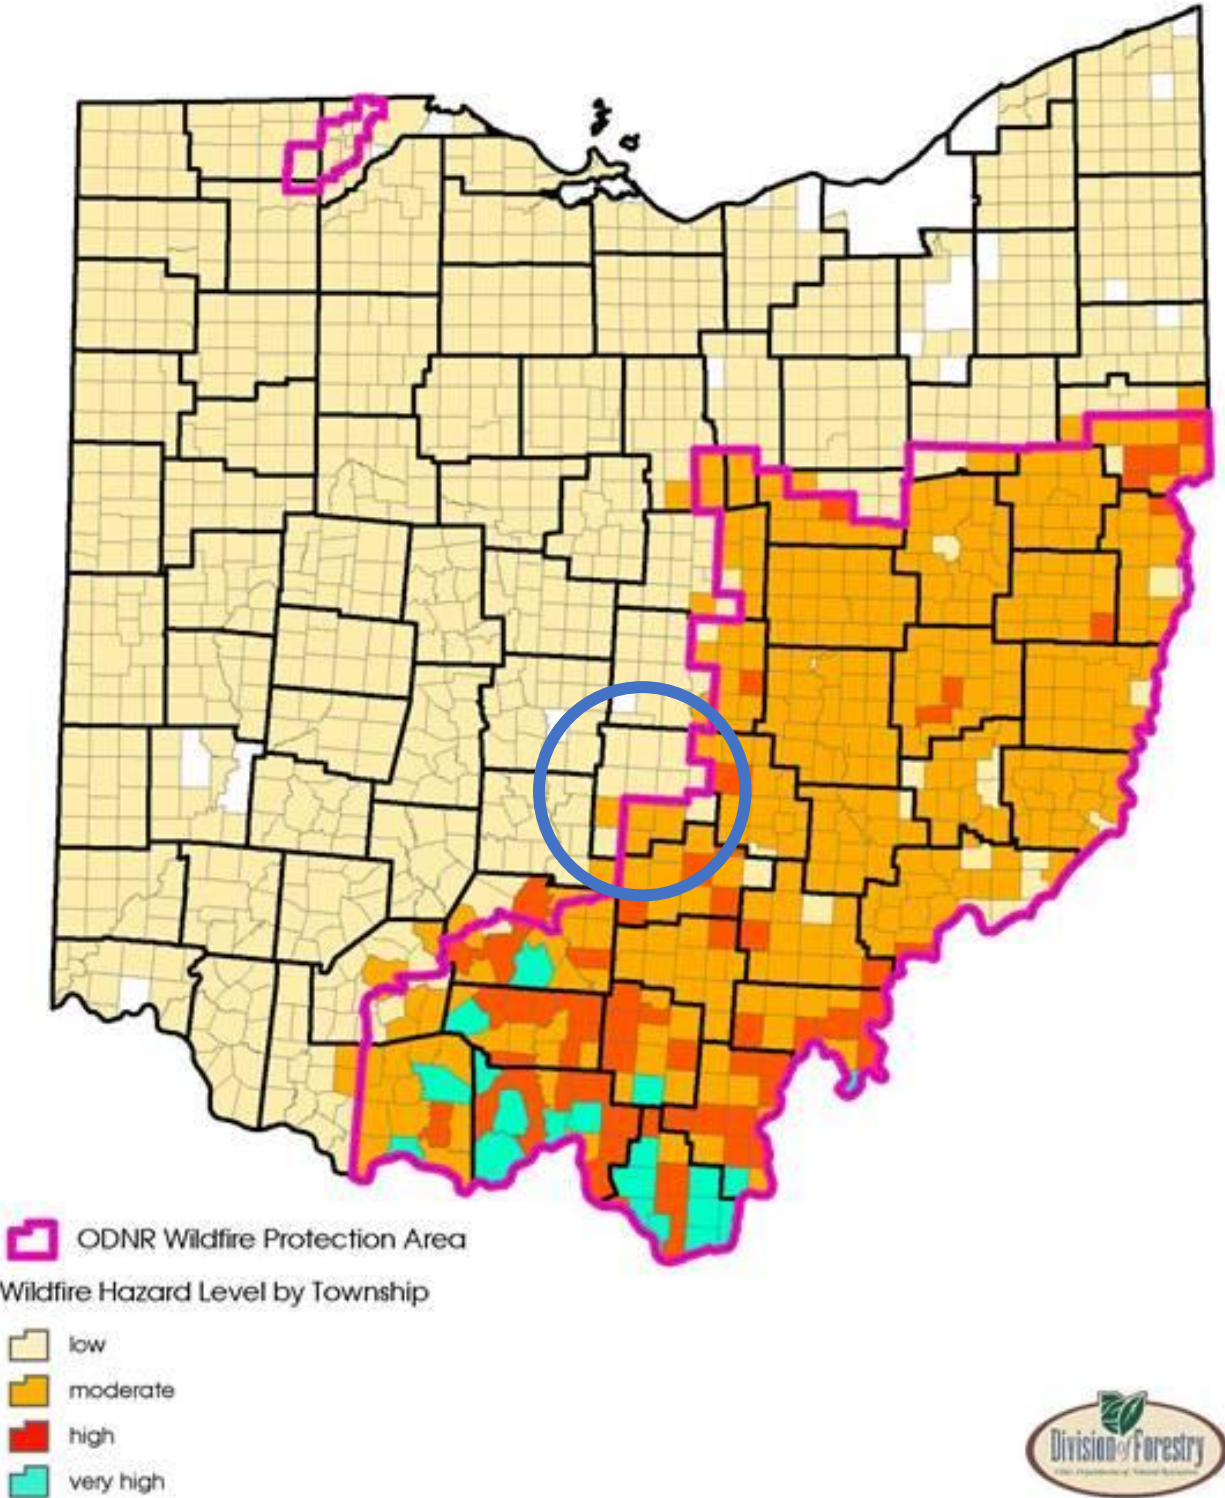 ODNR Wildfire Protection Area
Wildfire Hazard Level by Township
low
moderate
high
very high
Division of Forestry